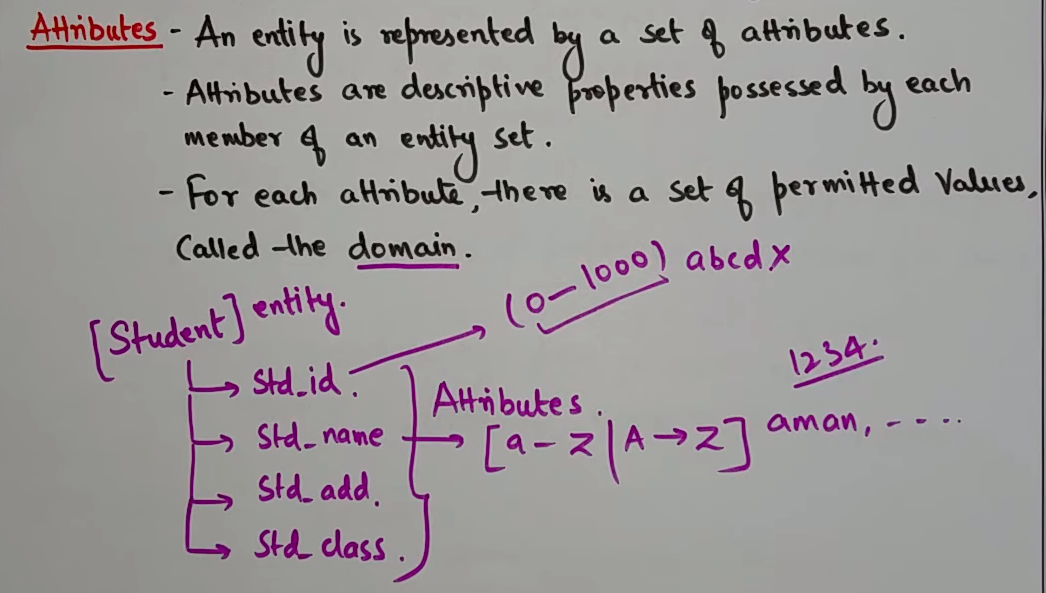 Attributes - An entity is represented by a set of attributes.
- Attributes are descriptive properties possessed by each
member of an entity set.
- For each attribute, there is a set of permitted values,
Called the domain.
[Student] entity.
(0-1000) abcd x
Std_id.
Attributes.
1234.
Std_name
[a-z|A→Z] aman, ----
Std_add.
Std_class.